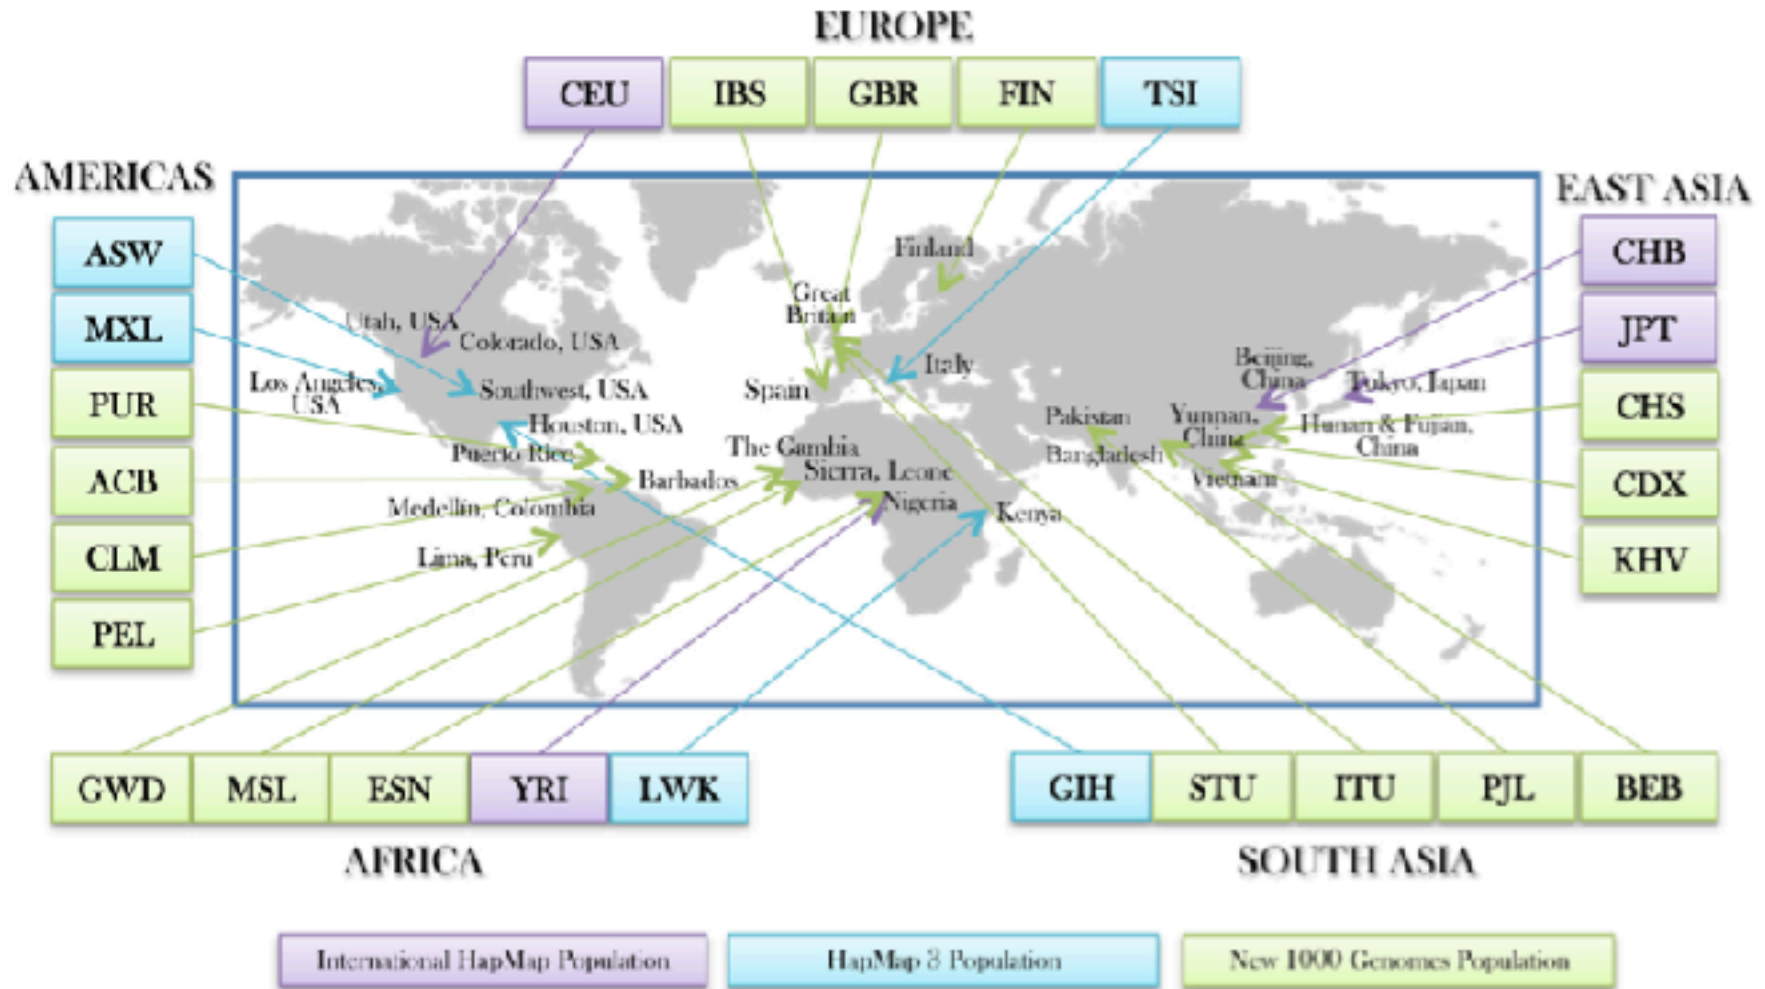 EUROPE
CEU IBS GBR FIN TSI
AMERICAS
EAST ASIA
ASW
MXL
PUR
ACB
CLM
PEL
CHB
JPT
CHS
CDX
KHV
Finland
Great
Britain
Utah, USA
Colorado, USA
Los Angeles,
USA
Southwest, USA
Houston, USA
Puerto Rico
Barbados
Medellín, Colombia
Lima, Peru
Spain
Italy
The Gambia
Sierra, Leone
Nigeria
Kenya
Pakistan
Bangladesh
Beijing,
China
Tokyo, Japan
Yunnan,
China
Hunan & Fujian,
China
Vietnam
GWD MSL ESN YRI LWK
GIH STU ITU PJL BEB
AFRICA
SOUTH ASIA
International HapMap Population
HapMap 3 Population
New 1000 Genomes Population